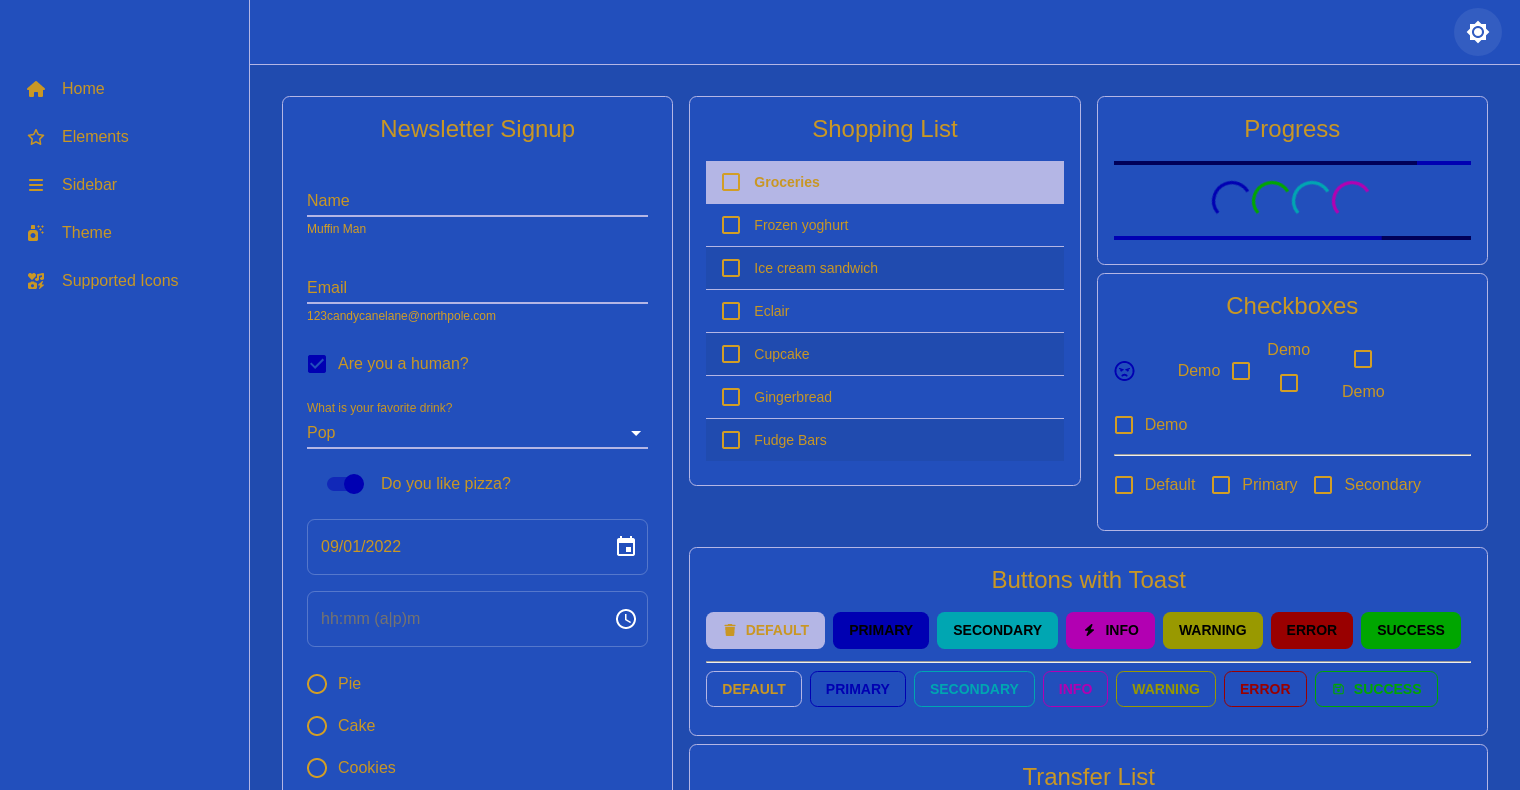 Home
Elements
Sidebar
Theme
Supported Icons
Newsletter Signup
Name
Muffin Man
Email
123candycanelane@northpole.com
Are you a human?
What is your favorite drink?
Pop
Do you like pizza?
09/01/2022
hh:mm (a|p)m
Pie
Cake
Cookies
Shopping List
Groceries
Frozen yoghurt
Ice cream sandwich
Eclair
Cupcake
Gingerbread
Fudge Bars
Progress
Checkboxes
Demo
Demo
Demo
Demo
Default Primary Secondary
Buttons with Toast
DEFAULT PRIMARY SECONDARY INFO WARNING ERROR SUCCESS
DEFAULT PRIMARY SECONDARY INFO WARNING ERROR SUCCESS
Transfer List